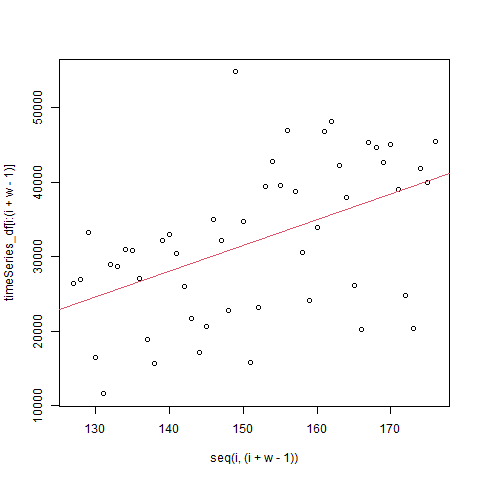 timeSeries_df[i:(i + w - 1)]
50000
40000
30000
20000
10000
130 140 150 160 170
seq(i, (i + w - 1))